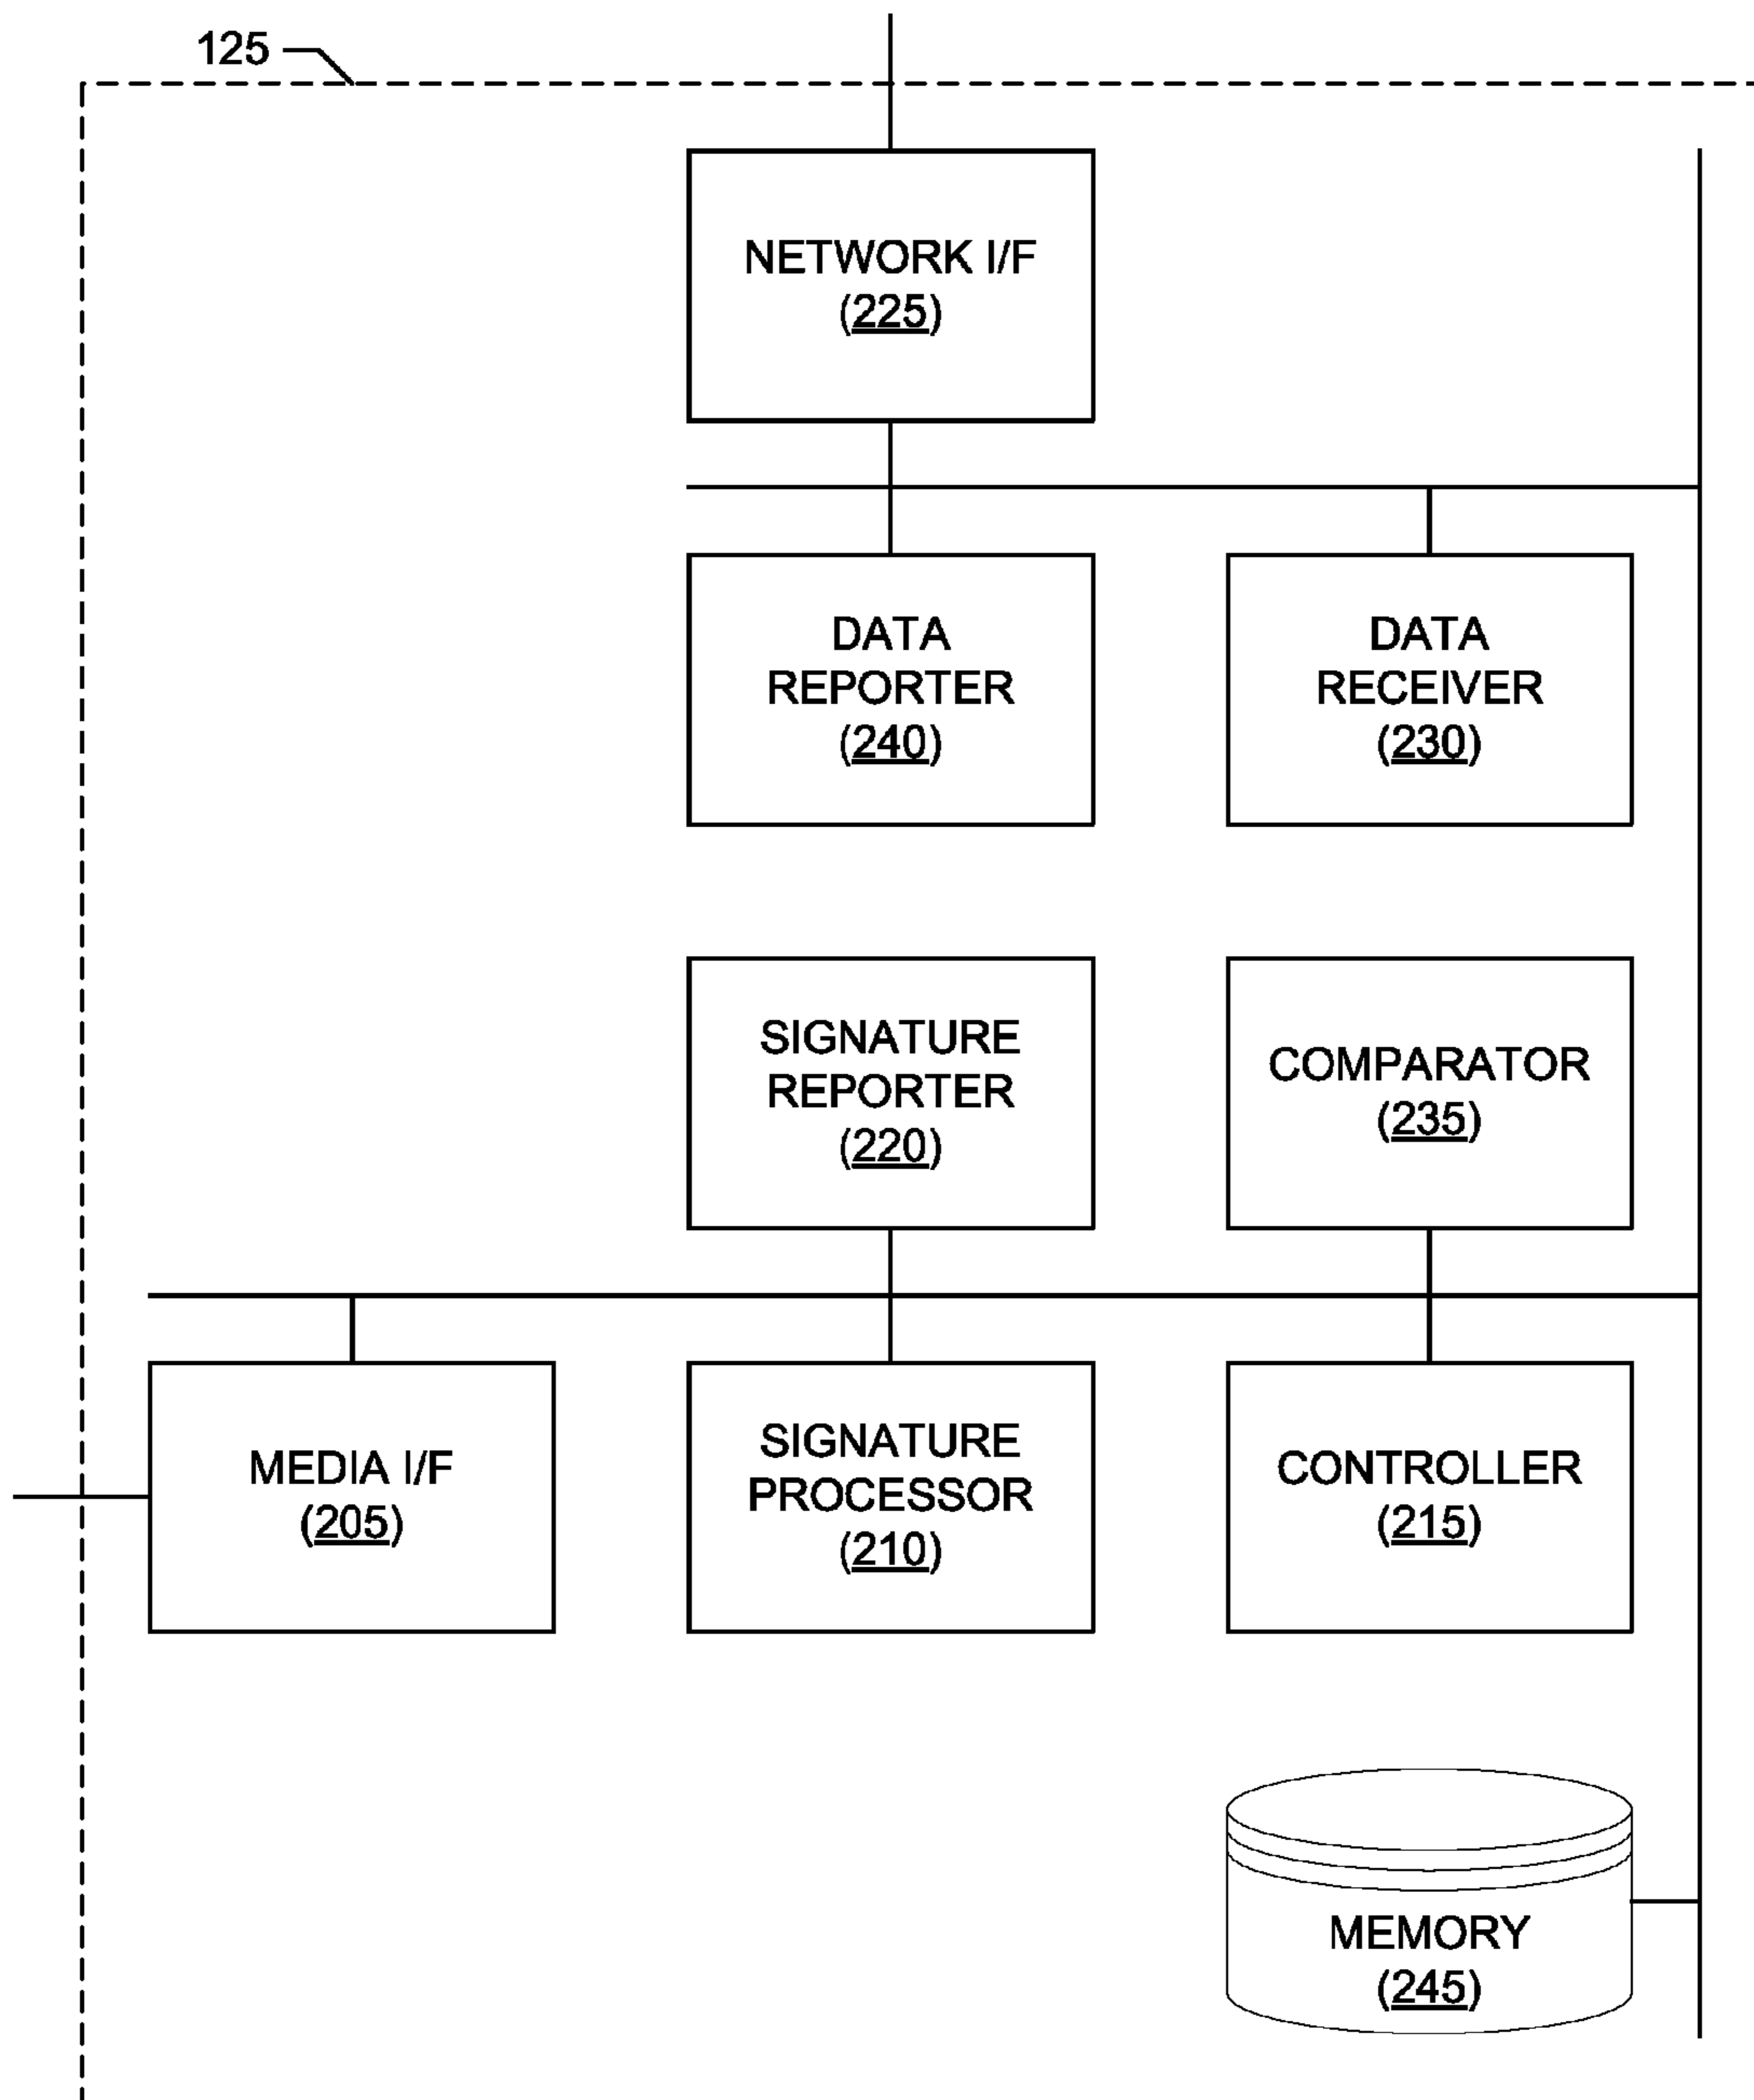 125
NETWORK I/F
(225)
DATA
REPORTER
(240)
DATA
RECEIVER
(230)
SIGNATURE
REPORTER
(220)
COMPARATOR
(235)
MEDIA I/F
(205)
SIGNATURE
PROCESSOR
(210)
CONTROLLER
(215)
MEMORY
(245)